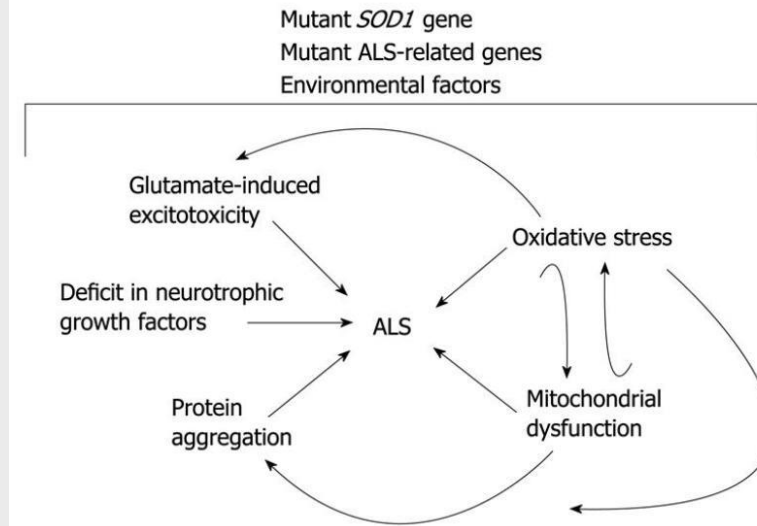 Mutant SOD1 gene
Mutant ALS-related genes
Environmental factors
Glutamate-induced
excitotoxicity
Oxidative stress
Deficit in neurotrophic
growth factors
ALS
Protein
aggregation
Mitochondrial
dysfunction